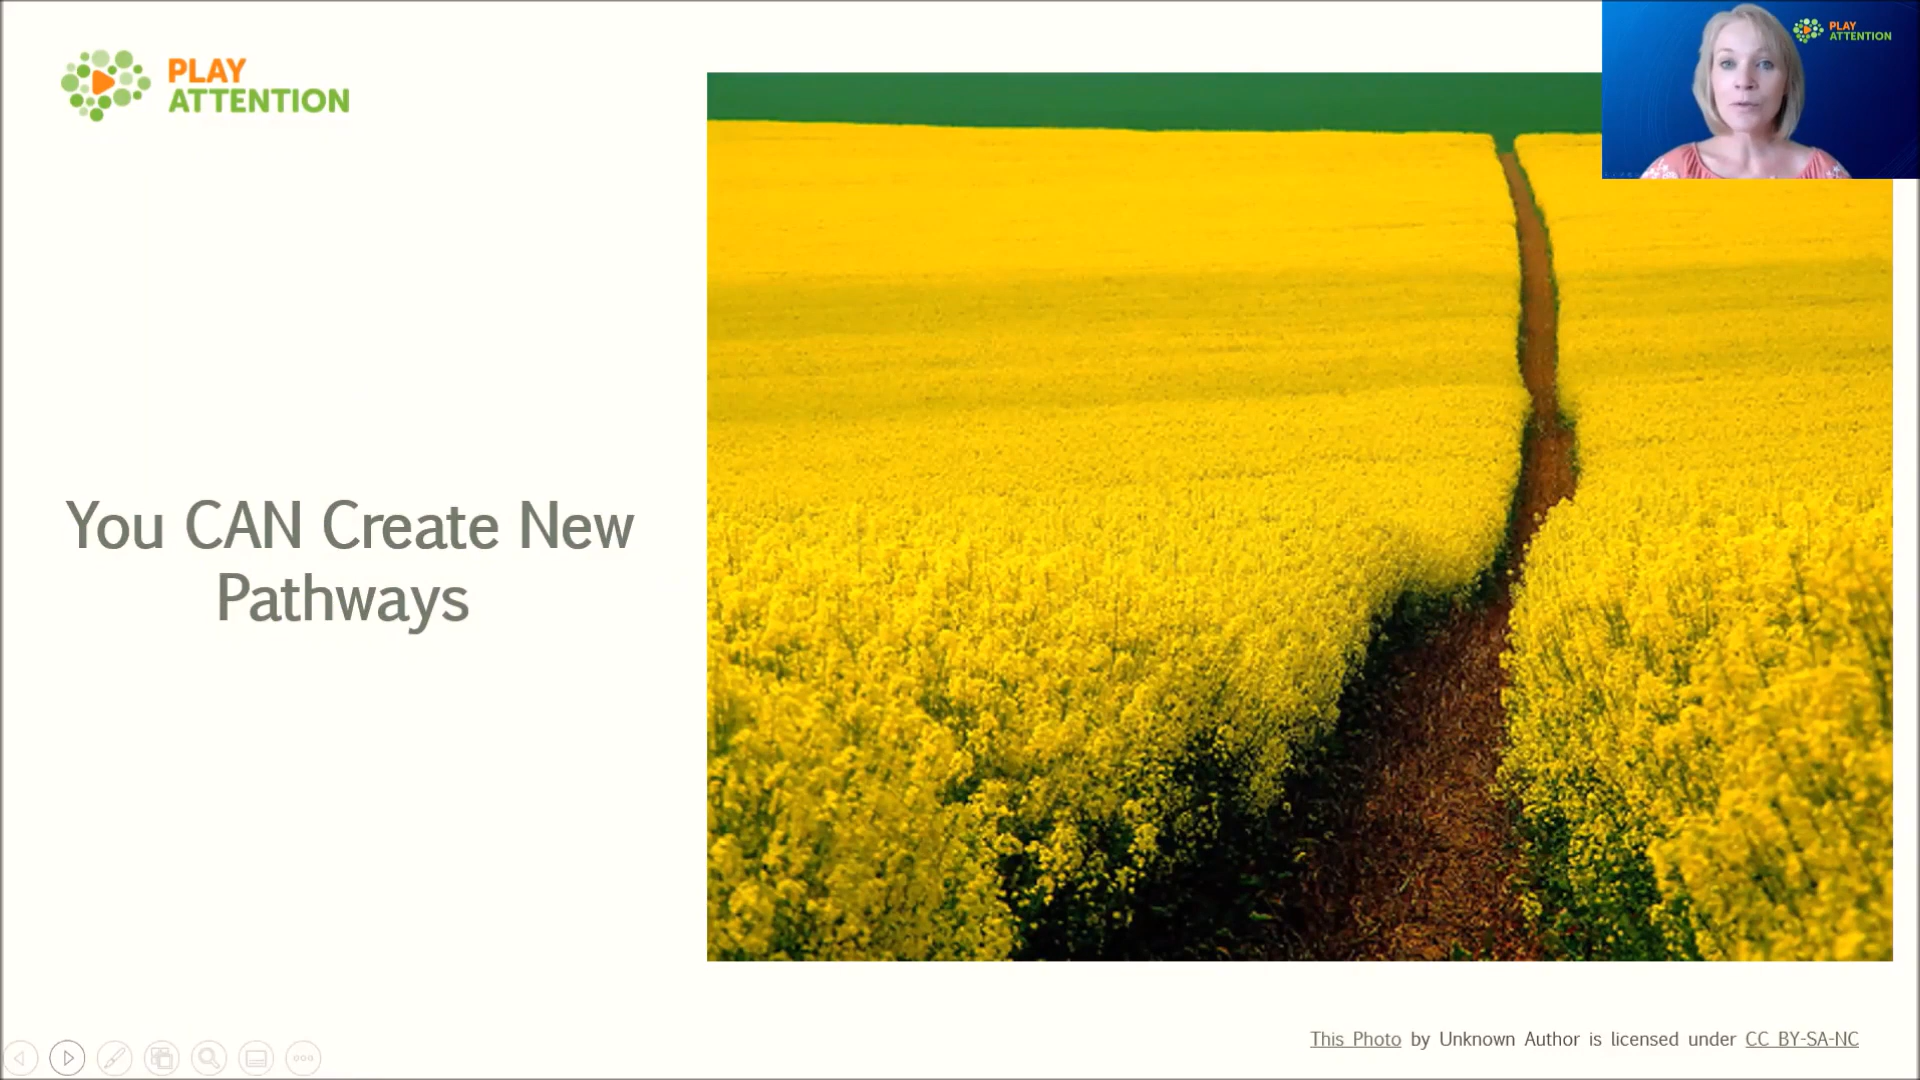 PLAY
ATTENTION
PLAY
ATTENTION
You CAN Create New
Pathways
This Photo by Unknown Author is licensed under CC BY-SA-NC